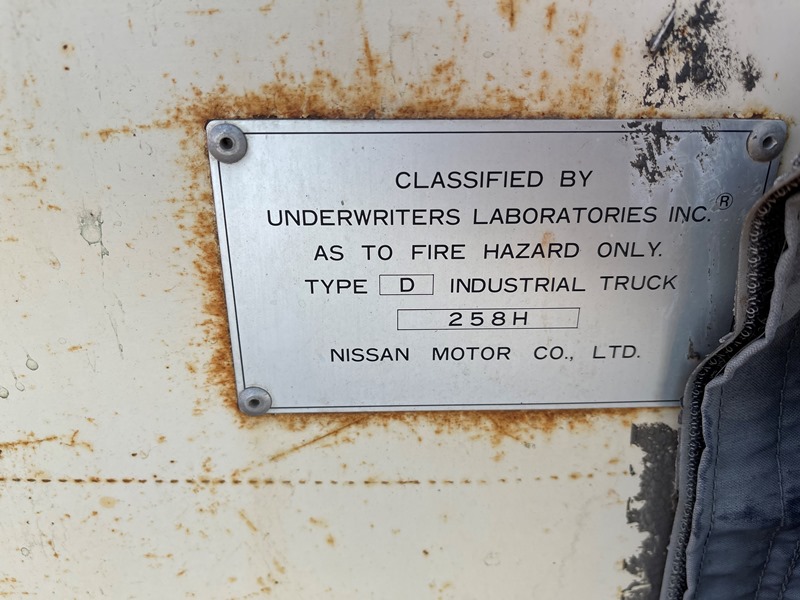 CLASSIFIED BY
UNDERWRITERS LABORATORIES INC.®
AS TO FIRE HAZARD ONLY.
TYPE D INDUSTRIAL TRUCK
258H
NISSAN MOTOR CO., LTD.